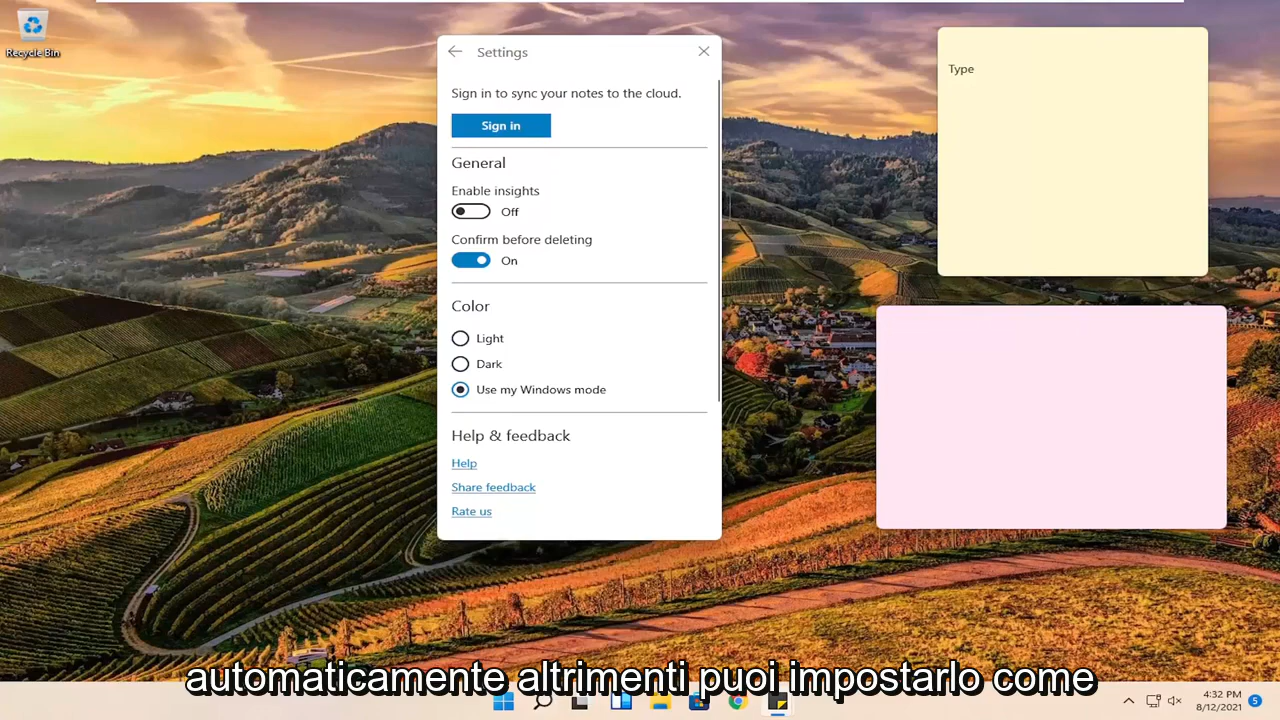 Recycle Bin
Settings
Sign in to sync your notes to the cloud.
Sign in
General
Enable insights
Off
Confirm before deleting
On
Color
Light
Dark
Use my Windows mode
Help & feedback
Help
Share feedback
Rate us
Type
automaticamente altrimenti puoi impostarlo come
4:32 PM
8/12/2021
5